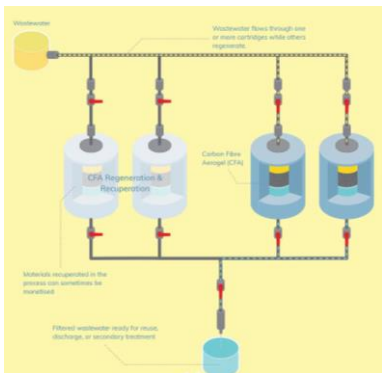 Wastewater
Wastewater flows through one
or more cartridges while others
regenerate.
CFA Regeneration &
Recuperation
Carbon Fibre
Aerogel (CFA)
Materials recuperated in the
process can sometimes be
monetised
Filtered wastewater ready for reuse,
discharge, or secondary treatment